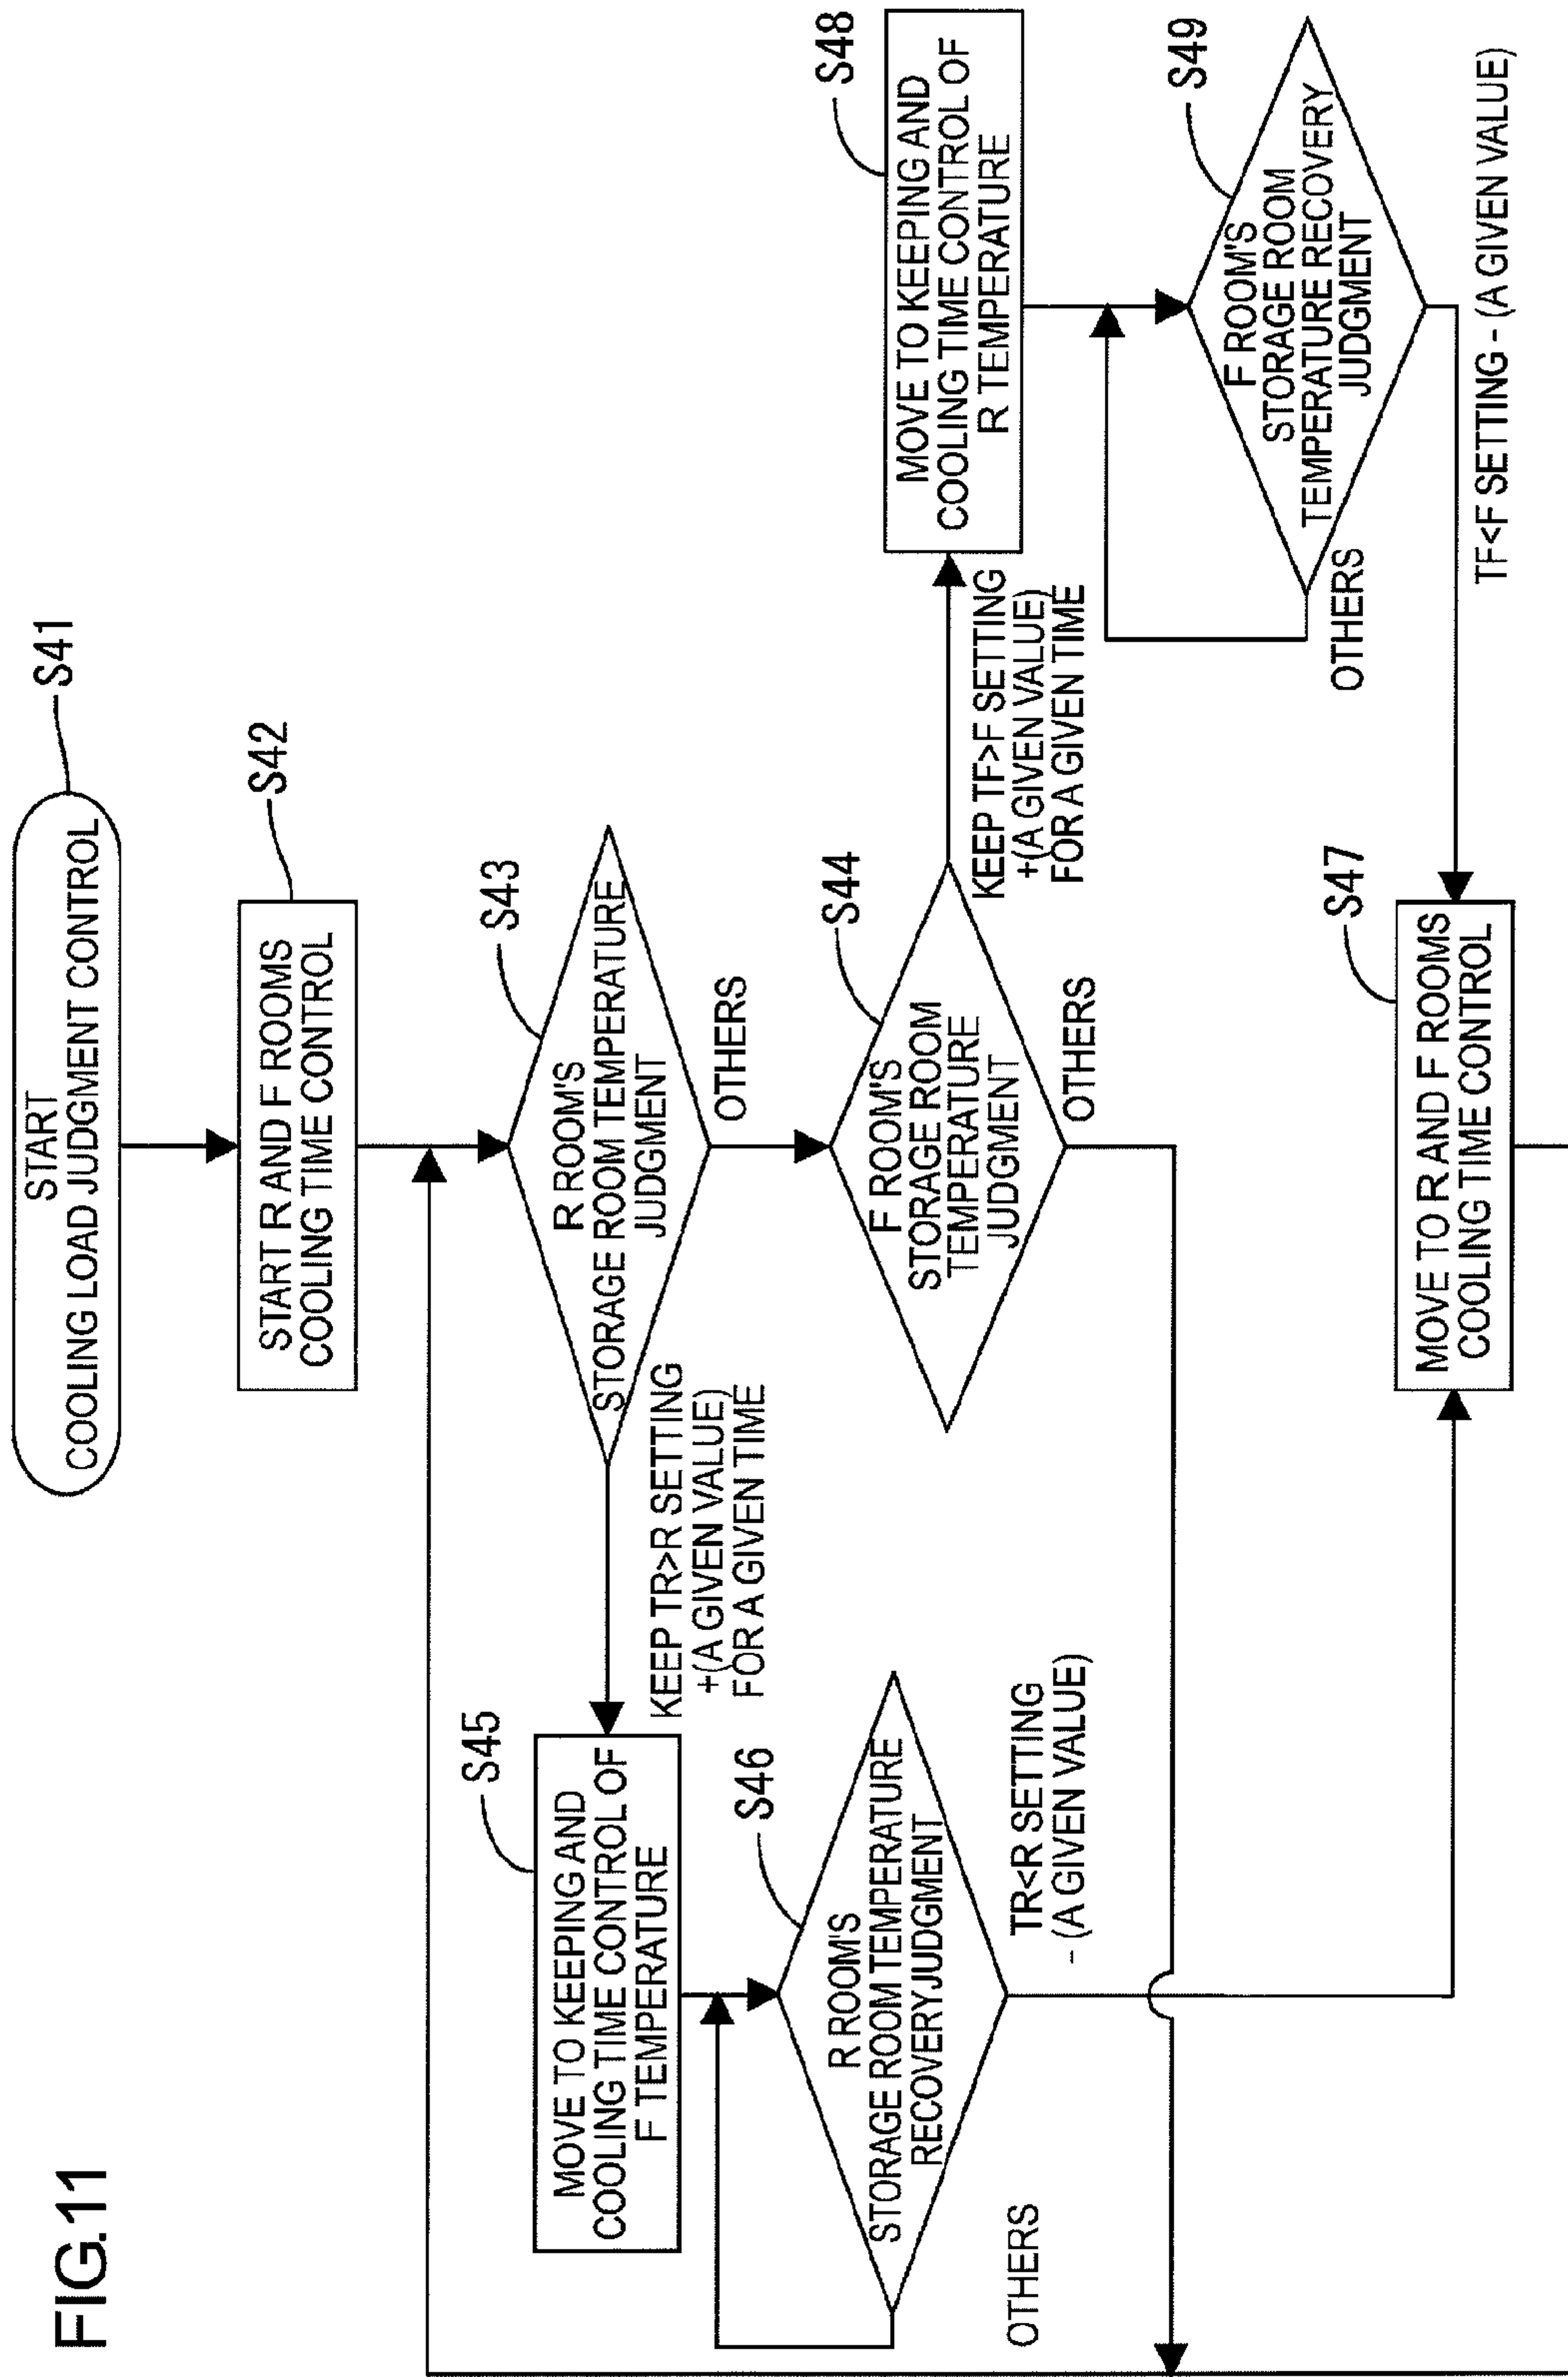 FIG.11
START
COOLING LOAD JUDGMENT CONTROL
S41
START R AND F ROOMS
COOLING TIME CONTROL
S42
R ROOM'S
STORAGE ROOM TEMPERATURE
JUDGMENT
S43
KEEP TR>R SETTING
+(A GIVEN VALUE)
FOR A GIVEN TIME
OTHERS
F ROOM'S
STORAGE ROOM
TEMPERATURE
JUDGMENT
S44
KEEP TF>F SETTING
+(A GIVEN VALUE)
FOR A GIVEN TIME
OTHERS
MOVE TO KEEPING AND
COOLING TIME CONTROL OF
F TEMPERATURE
S45
R ROOM'S
STORAGE ROOM TEMPERATURE
RECOVERYJUDGMENT
S46
OTHERS
TR<R SETTING
- (A GIVEN VALUE)
MOVE TO KEEPING AND
COOLING TIME CONTROL OF
R TEMPERATURE
S48
F ROOM'S
STORAGE ROOM
TEMPERATURE RECOVERY
JUDGMENT
S49
OTHERS
TF<F SETTING - (A GIVEN VALUE)
MOVE TO R AND F ROOMS
COOLING TIME CONTROL
S47